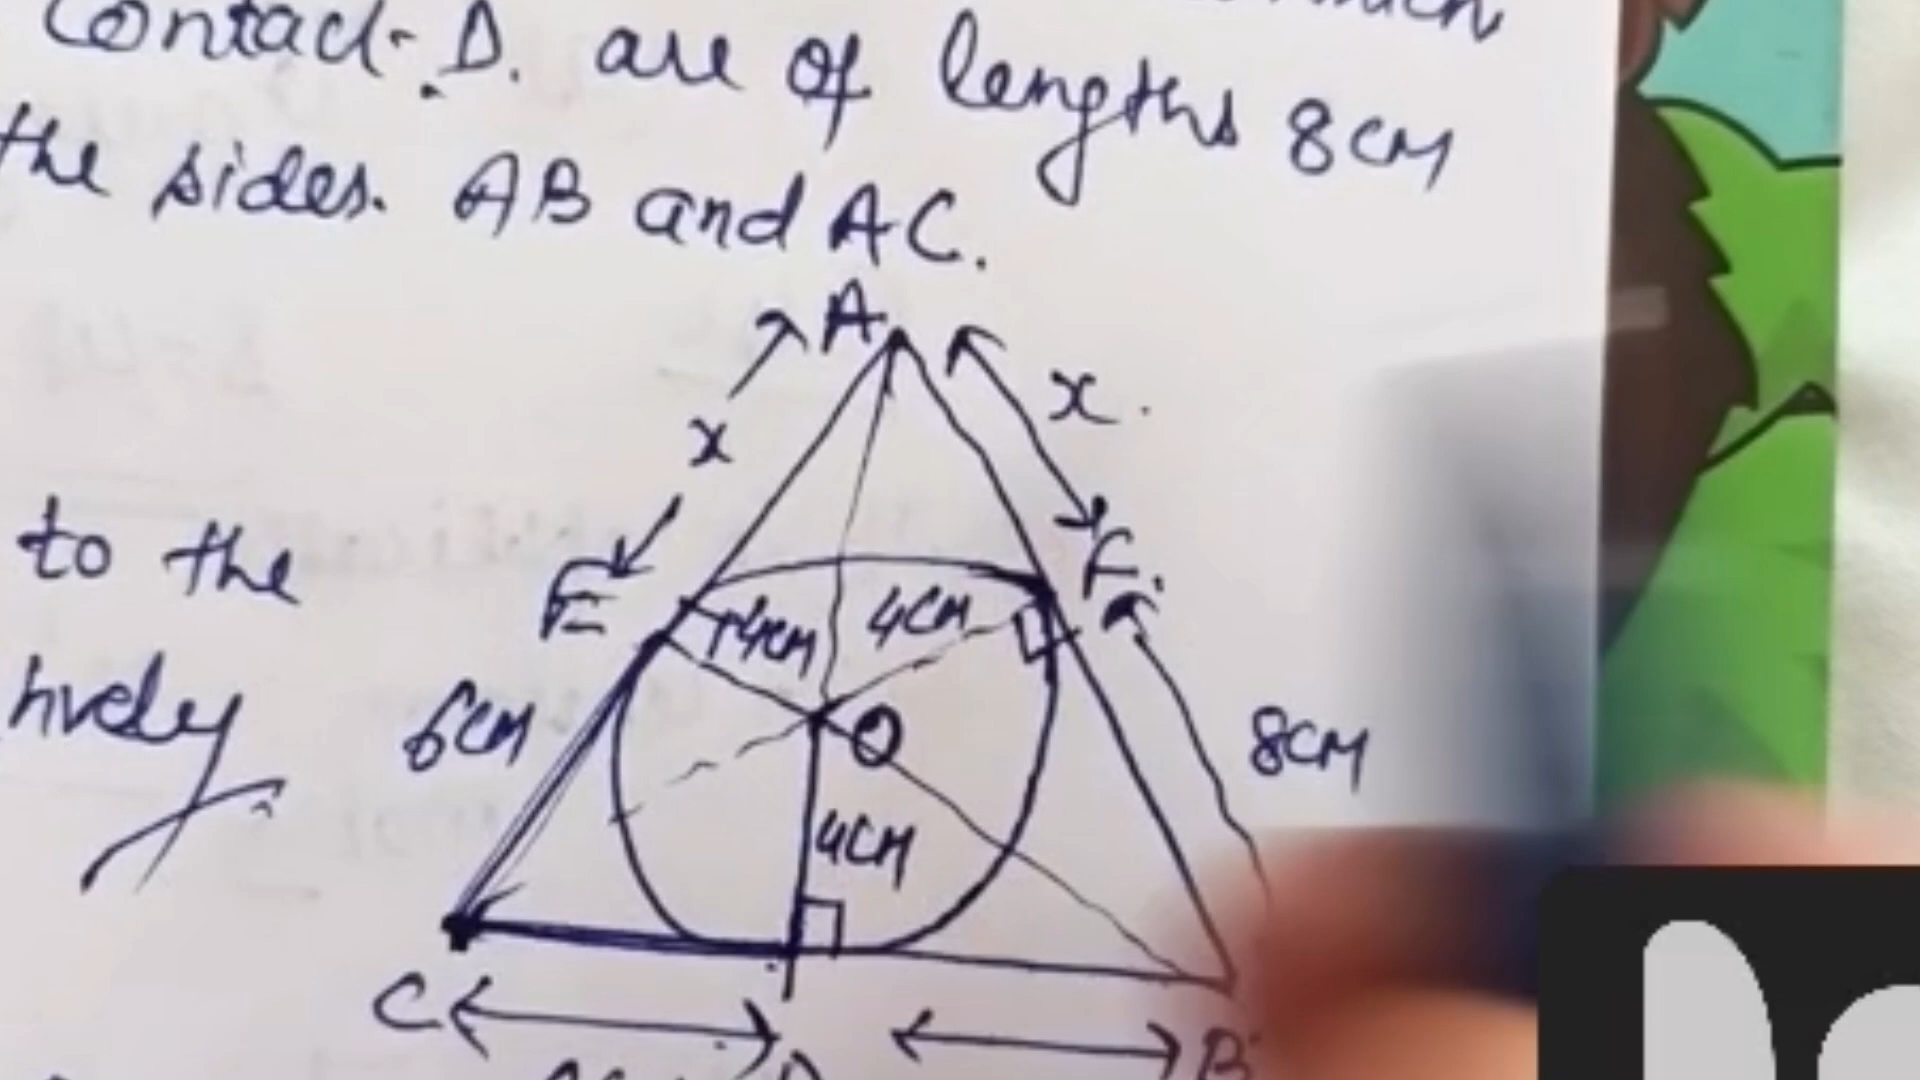 contact. D. are of lengths 8cm
the sides. AB and AC.
A
x
x.
to the
E
F.
4cm
4cm
6cm
O
8cm
4cm
C
D
B